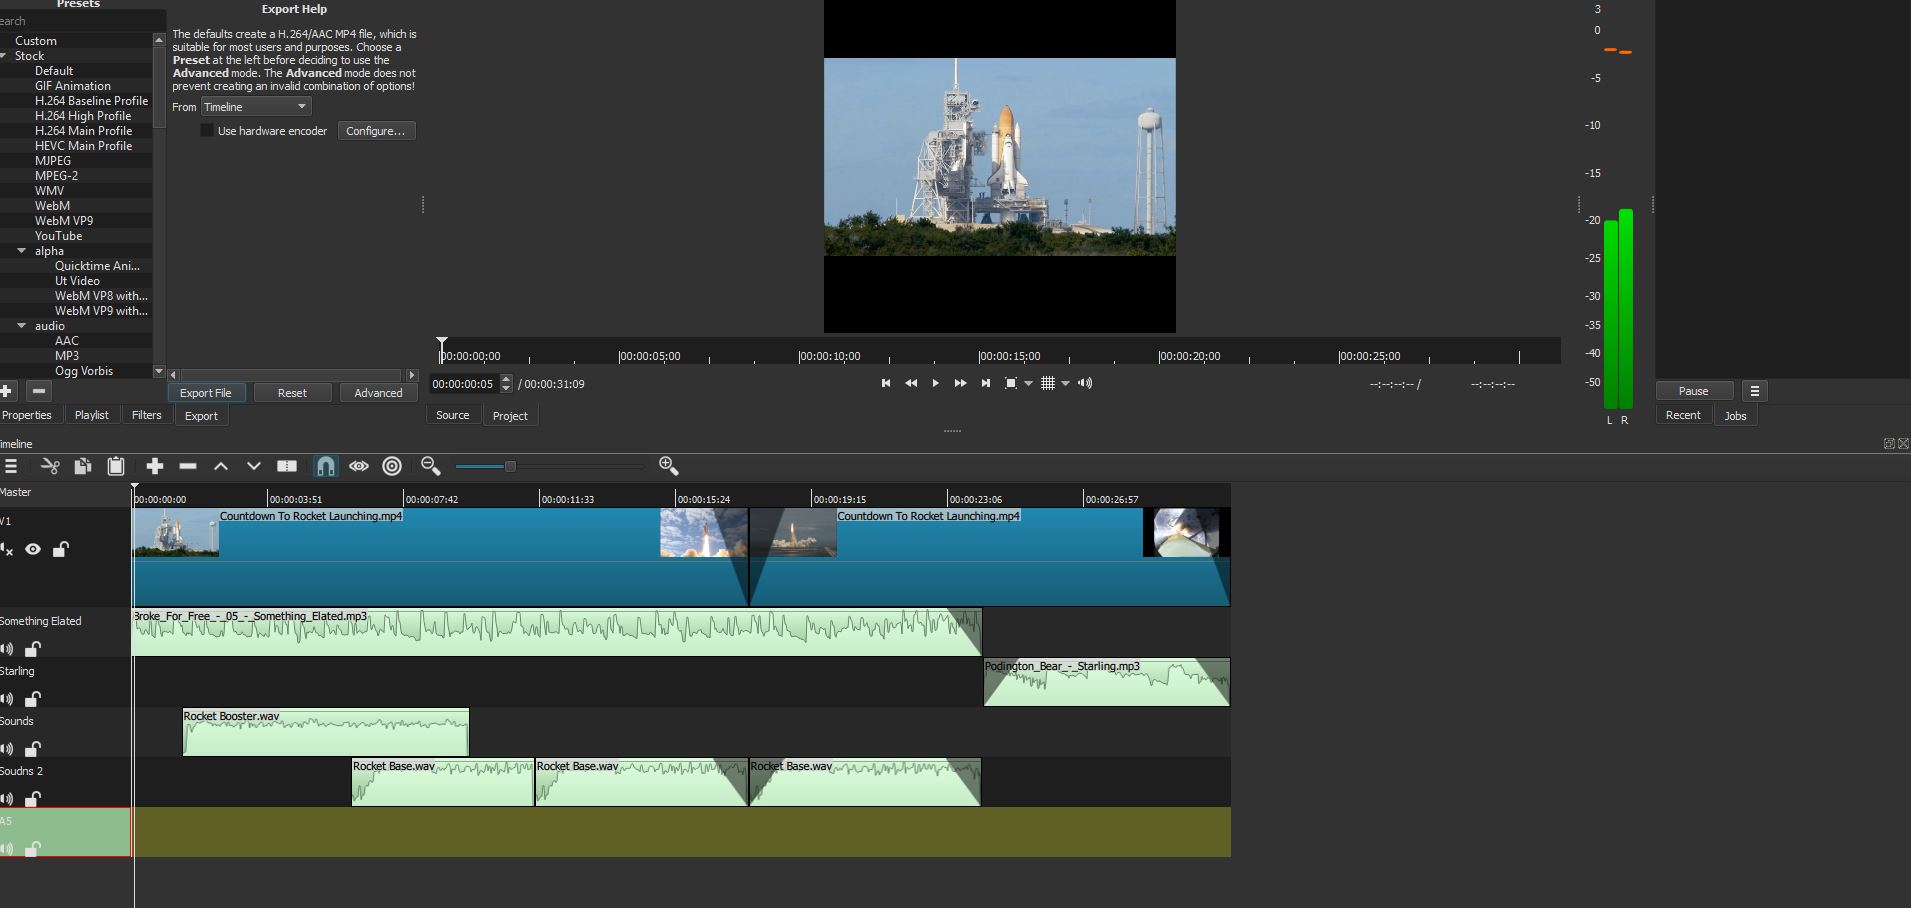 Presets
earch
Custom
Stock
Default
GIF Animation
H.264 Baseline Profile
H.264 High Profile
H.264 Main Profile
HEVC Main Profile
MJPEG
MPEG-2
WMV
WebM
WebM VP9
YouTube
alpha
Quicktime Ani...
Ut Video
WebM VP8 with...
WebM VP9 with...
audio
AAC
MP3
Ogg Vorbis
Export Help
The defaults create a H.264/AAC MP4 file, which is
suitable for most users and purposes. Choose a
Preset at the left before deciding to use the
Advanced mode. The Advanced mode does not
prevent creating an invalid combination of options!
From Timeline
Use hardware encoder Configure...
Export File Reset Advanced
Properties Playlist Filters Export
00:00:00:00 00:00:05:00 00:00:10:00 00:00:15:00 00:00:20:00 00:00:25:00
00:00:00:05 / 00:00:31:09 --:--:--:-- / --:--:--:--
Source Project
3
0
-5
-10
-15
-20
-25
-30
-35
-40
-50
L R
Pause
Recent Jobs
imeline
Master 00:00:00:00 00:00:03:51 00:00:07:42 00:00:11:33 00:00:15:24 00:00:19:15 00:00:23:06 00:00:26:57
V1 Countdown To Rocket Launching.mp4 Countdown To Rocket Launching.mp4
Something Elated Broke_For_Free_-_05_-_Something_Elated.mp3
Starling Podington_Bear_-_Starling.mp3
Sounds Rocket Booster.wav
Soudns 2 Rocket Base.wav Rocket Base.wav Rocket Base.wav
A5